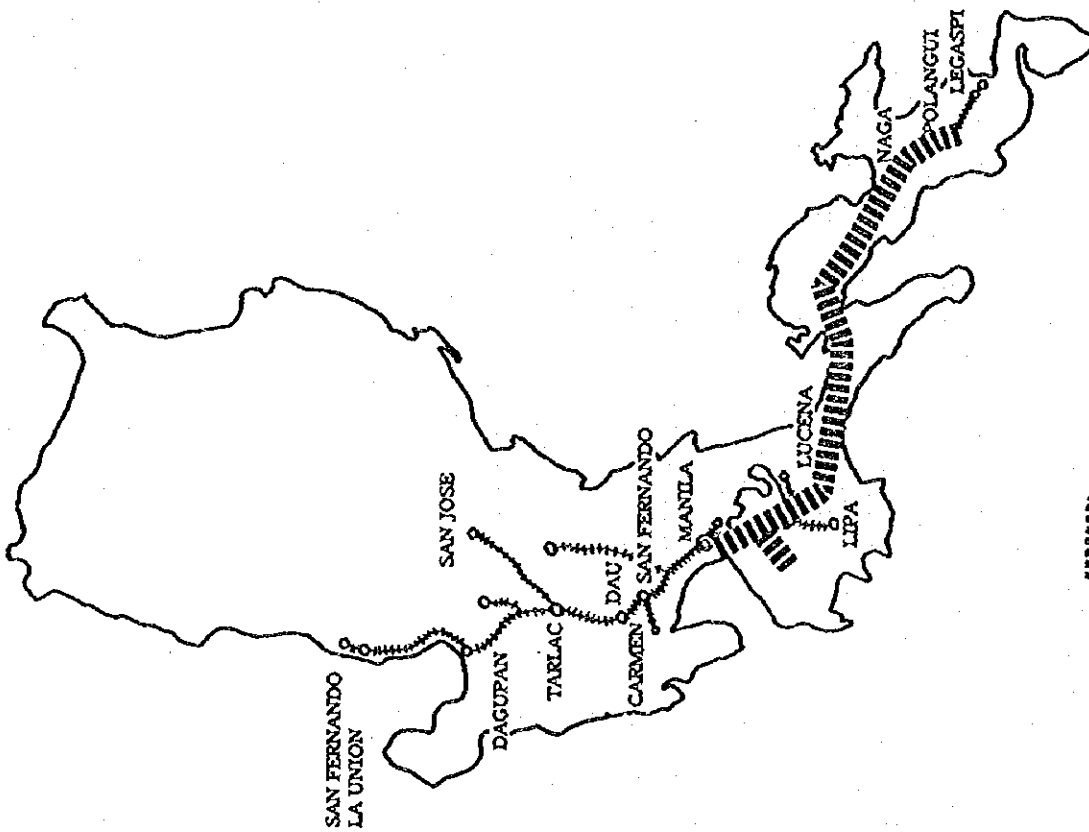 SAN FERNANDO
LA UNION
SAN JOSE
DAGUPAN
TARLAC
DAU
CARMEN
SAN FERNANDO
MANILA
LUCENA
LIPA
NAGA
POLANGUI
LEGASPI